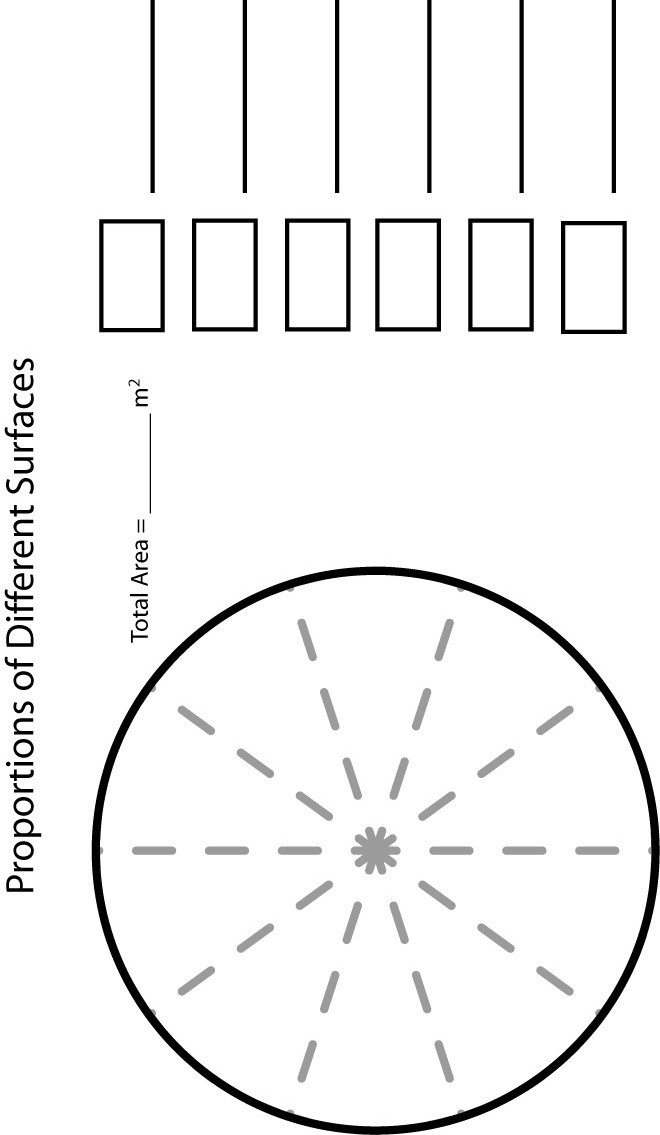 Proportions of Different Surfaces
Total Area = ________ m²